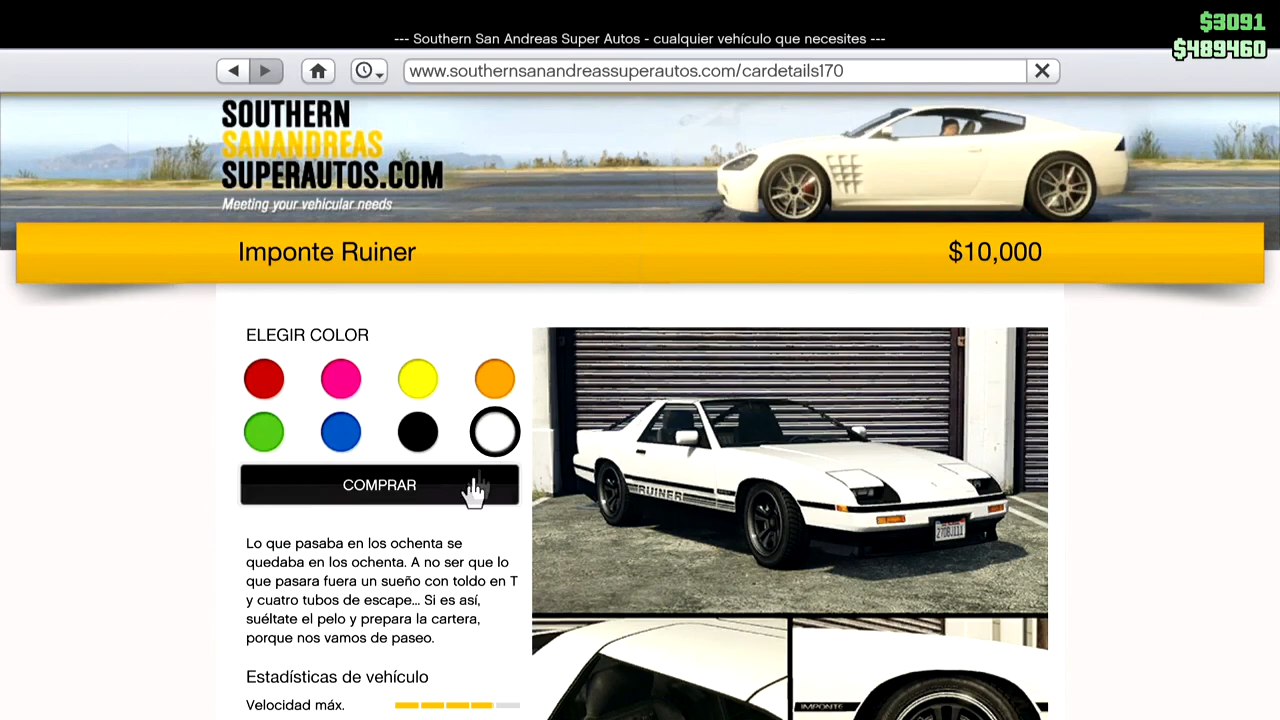 $3091
--- Southern San Andreas Super Autos - cualquier vehículo que necesites ---
$489460
www.southernsanandreassuperautos.com/cardetails170
SOUTHERN
SANANDREAS
SUPERAUTOS.COM
Meeting your vehicular needs
Imponte Ruiner
$10,000
ELEGIR COLOR
COMPRAR
Lo que pasaba en los ochenta se
quedaba en los ochenta. A no ser que lo
que pasara fuera un sueño con toldo en T
y cuatro tubos de escape... Si es así,
suéltate el pelo y prepara la cartera,
porque nos vamos de paseo.
Estadísticas de vehículo
Velocidad máx.
RUINER
IMPONTE